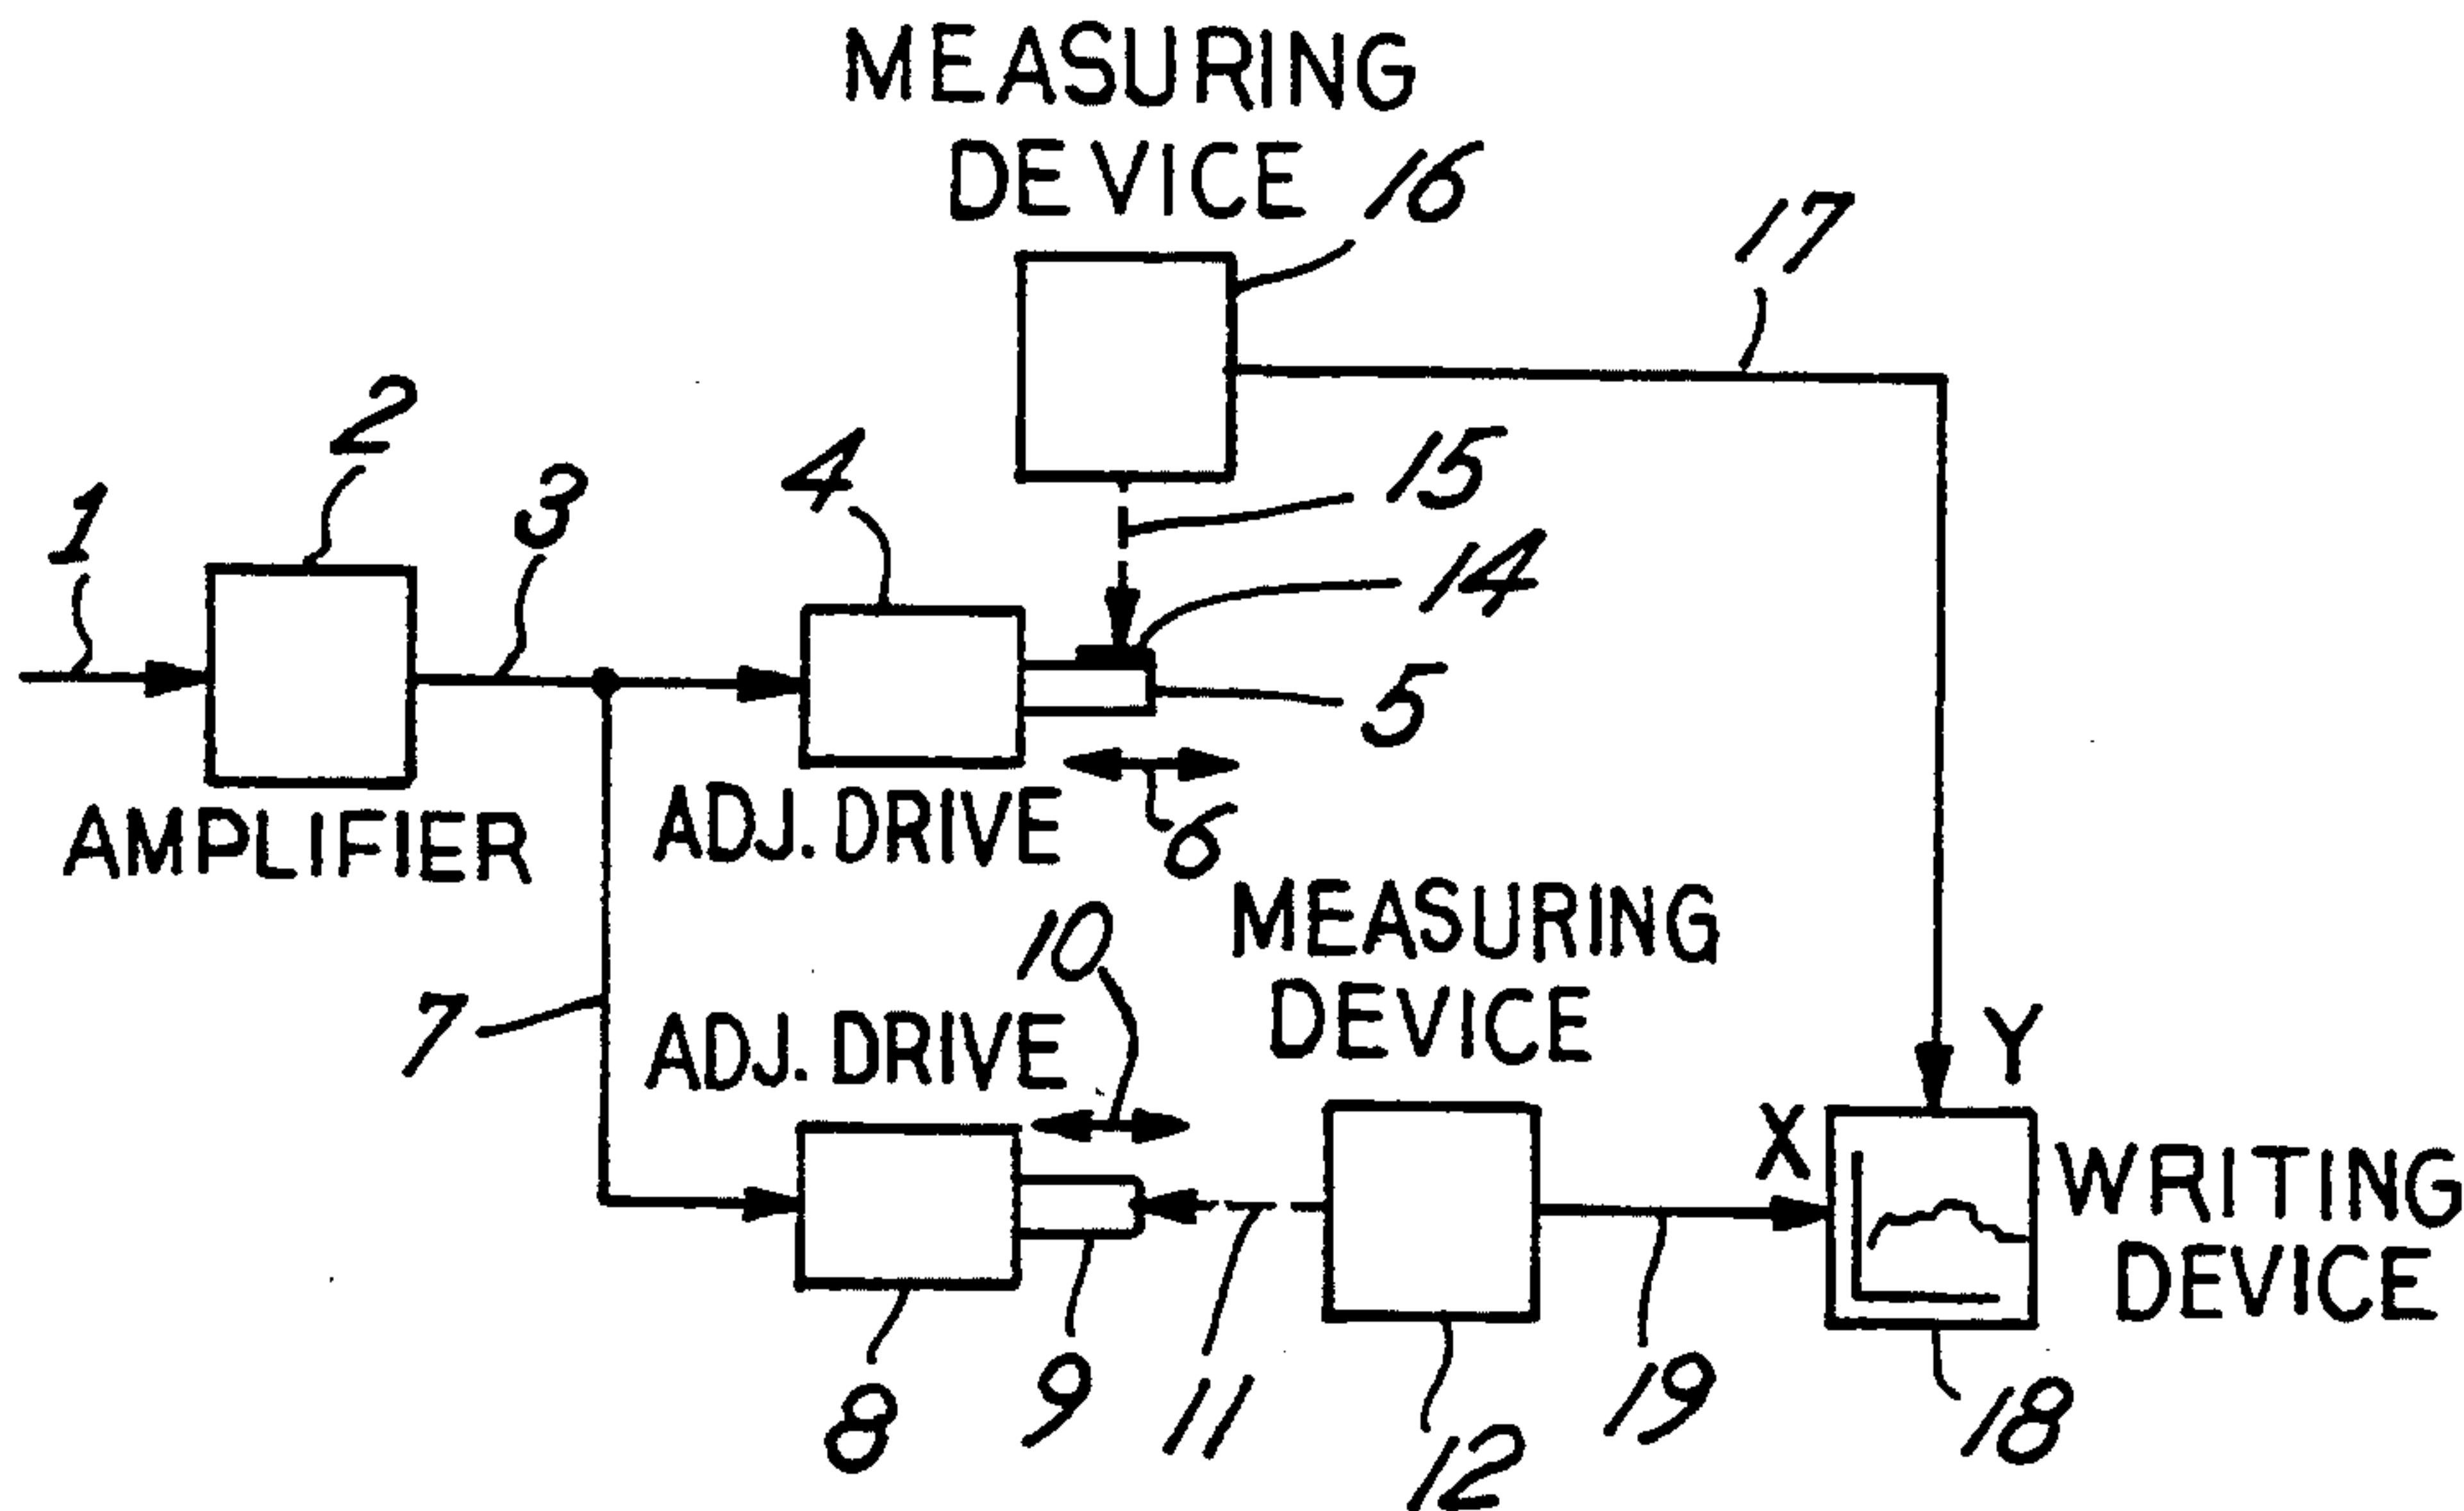 MEASURING
DEVICE
16
17
2
4
15
1
3
14
5
AMPLIFIER
ADJ. DRIVE
6
MEASURING
DEVICE
10
7
ADJ. DRIVE
Y
X
WRITING
DEVICE
8
9
11
12
19
18